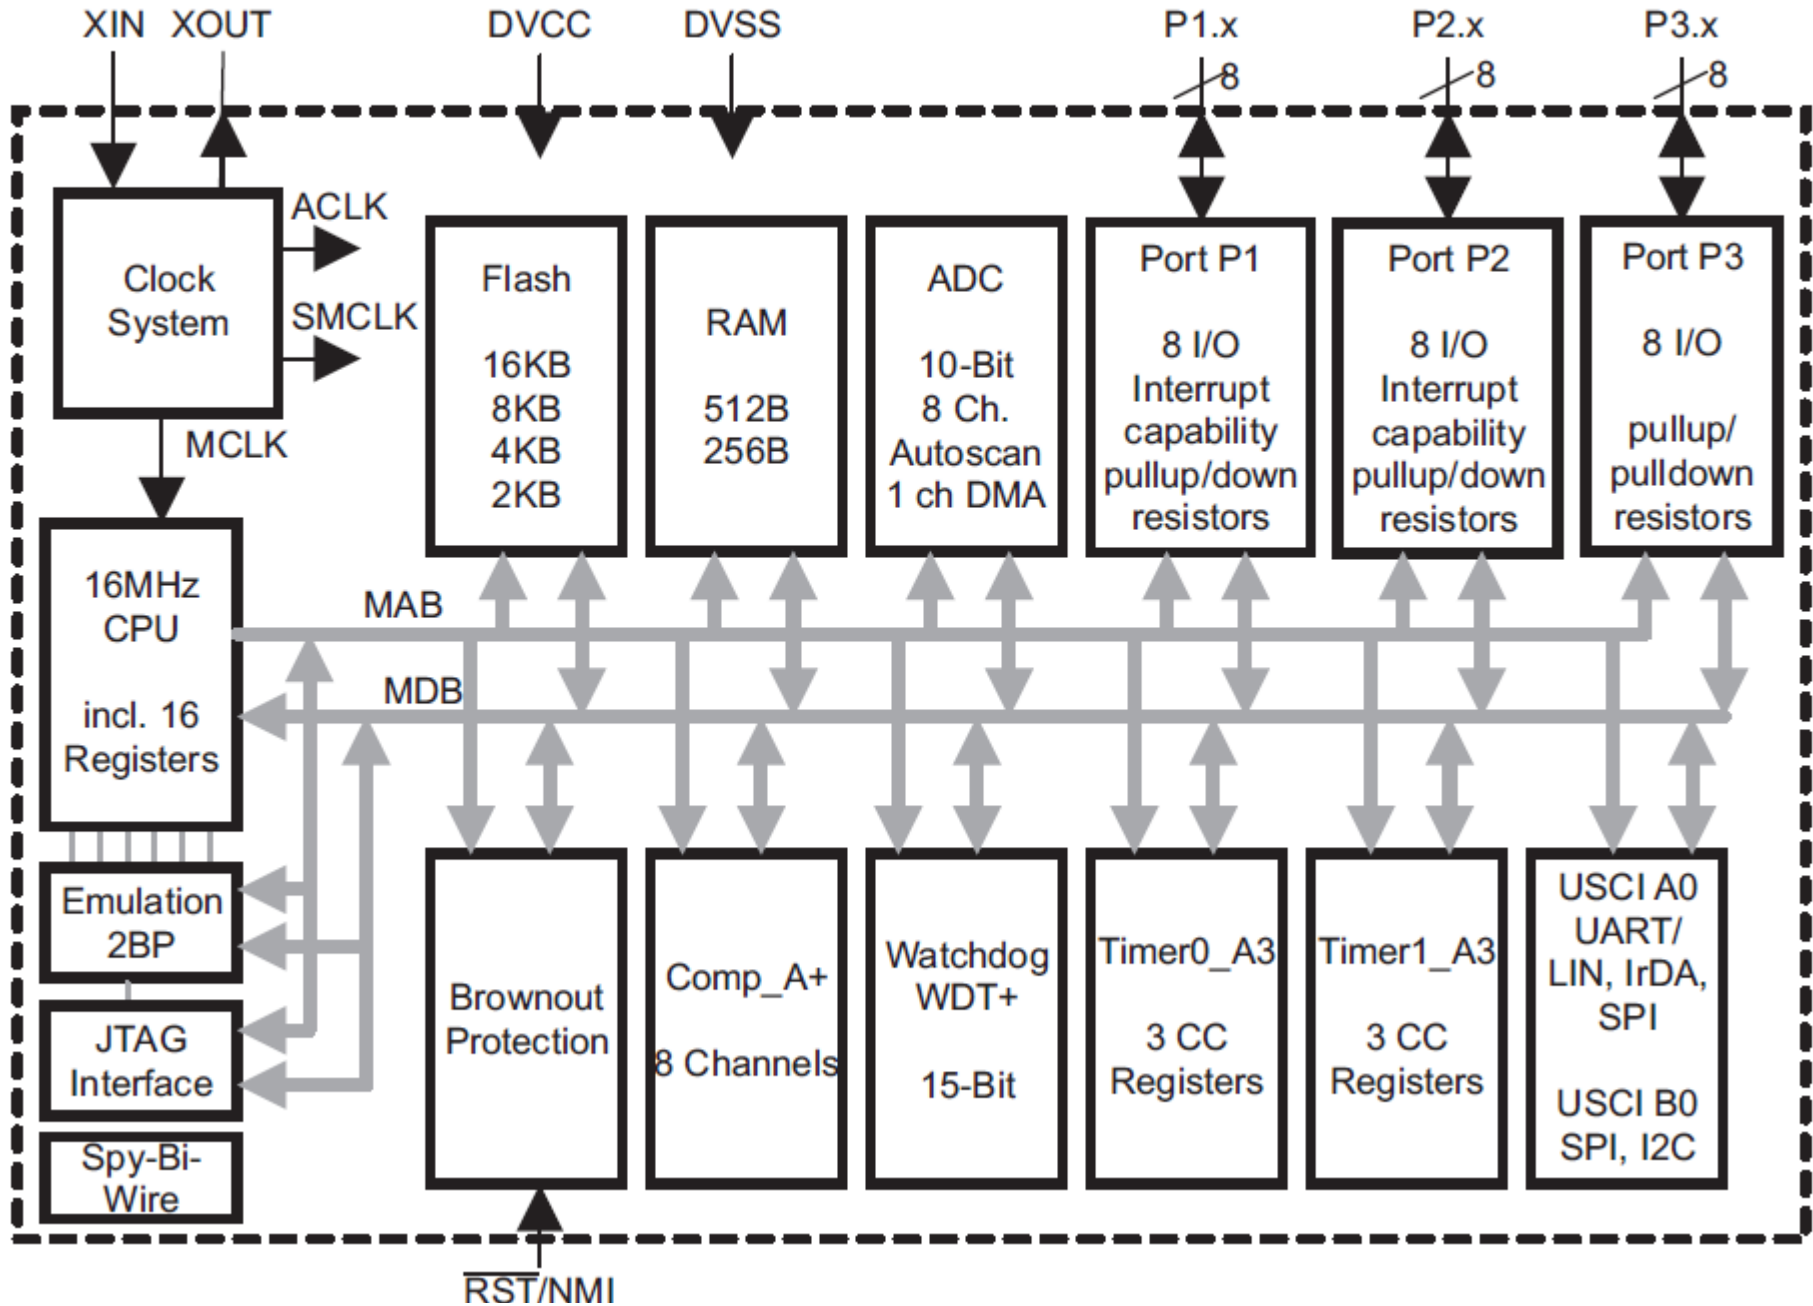 XIN XOUT DVCC DVSS P1.x P2.x P3.x
8 8 8
Clock
System
ACLK
SMCLK
MCLK
Flash
16KB
8KB
4KB
2KB
RAM
512B
256B
ADC
10-Bit
8 Ch.
Autoscan
1 ch DMA
Port P1
8 I/O
Interrupt
capability
pullup/down
resistors
Port P2
8 I/O
Interrupt
capability
pullup/down
resistors
Port P3
8 I/O
pullup/
pulldown
resistors
16MHz
CPU
incl. 16
Registers
MAB
MDB
Emulation
2BP
JTAG
Interface
Spy-Bi-
Wire
Brownout
Protection
Comp_A+
8 Channels
Watchdog
WDT+
15-Bit
Timer0_A3
3 CC
Registers
Timer1_A3
3 CC
Registers
USCI A0
UART/
LIN, IrDA,
SPI
USCI B0
SPI, I2C
RST/NMI